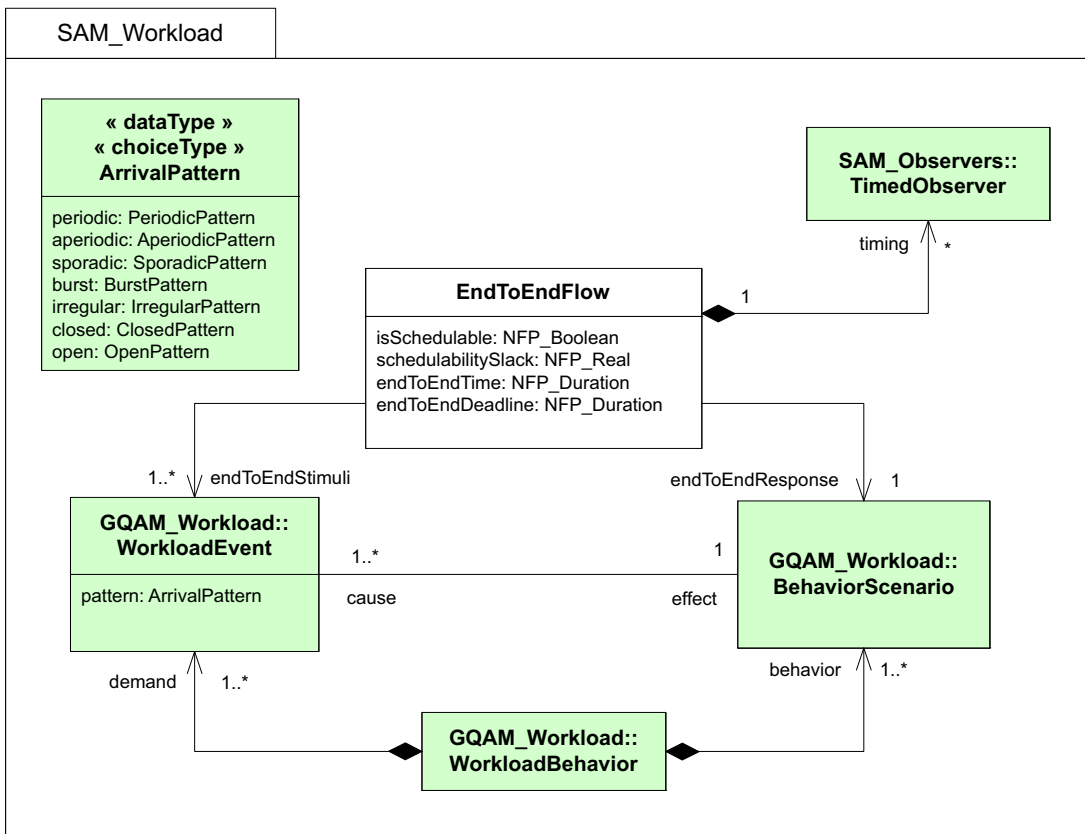 SAM_Workload
« dataType »
« choiceType »
ArrivalPattern
periodic: PeriodicPattern
aperiodic: AperiodicPattern
sporadic: SporadicPattern
burst: BurstPattern
irregular: IrregularPattern
closed: ClosedPattern
open: OpenPattern
SAM_Observers::
TimedObserver
timing
*
EndToEndFlow
1
isSchedulable: NFP_Boolean
schedulabilitySlack: NFP_Real
endToEndTime: NFP_Duration
endToEndDeadline: NFP_Duration
1..*
endToEndStimuli
endToEndResponse
1
GQAM_Workload::
WorkloadEvent
pattern: ArrivalPattern
1..*
cause
1
effect
GQAM_Workload::
BehaviorScenario
demand
1..*
behavior
1..*
GQAM_Workload::
WorkloadBehavior